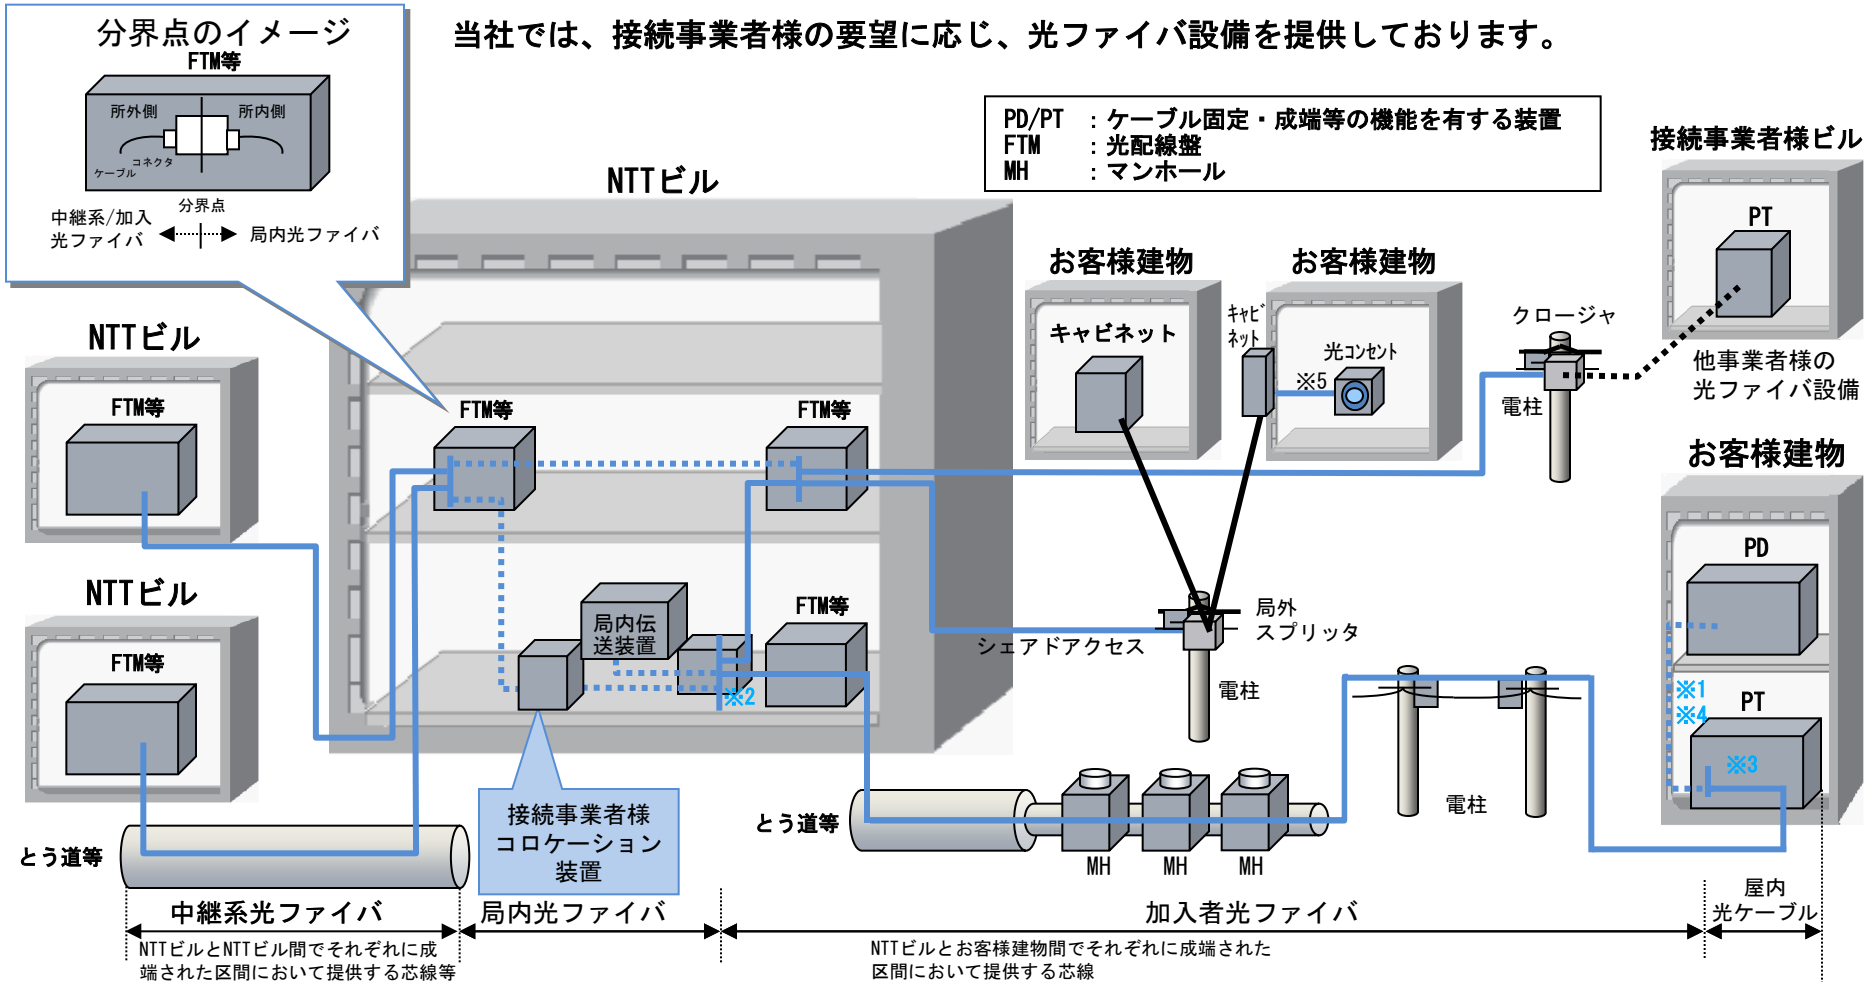 分界点のイメージ
FTM等
所外側
所内側
コネクタ
ケーブル
中継系/加入
光ファイバ
分界点
局内光ファイバ
当社では、接続事業者様の要望に応じ、光ファイバ設備を提供しております。
PD/PT ：ケーブル固定・成端等の機能を有する装置
FTM ：光配線盤
MH ：マンホール
接続事業者様ビル
PT
NTTビル
お客様建物
キャビネット
お客様建物
キャビ
ネット
光コンセント
※5
クロージャ
電柱
他事業者様の
光ファイバ設備
NTTビル
FTM等
FTM等
FTM等
お客様建物
PD
※1
※4
PT
※3
NTTビル
FTM等
局内伝
送装置
※2
FTM等
シェアドアクセス
局外
スプリッタ
電柱
電柱
接続事業者様
コロケーション
装置
とう道等
とう道等
MH
MH
MH
中継系光ファイバ
局内光ファイバ
加入者光ファイバ
屋内
光ケーブル
NTTビルとNTTビル間でそれぞれに成
端された区間において提供する芯線等
NTTビルとお客様建物間でそれぞれに成端された
区間において提供する芯線